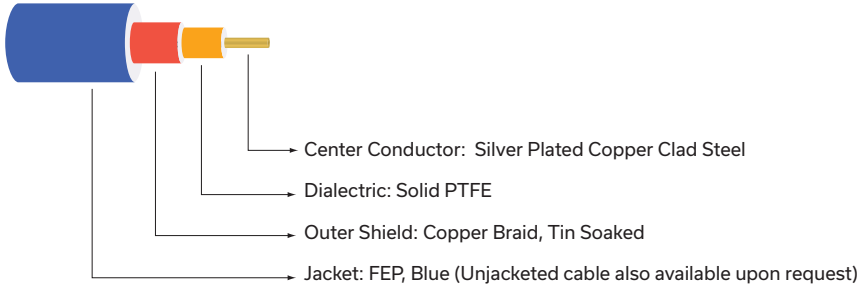 Center Conductor: Silver Plated Copper Clad Steel
Dialectric: Solid PTFE
Outer Shield: Copper Braid, Tin Soaked
Jacket: FEP, Blue (Unjacketed cable also available upon request)